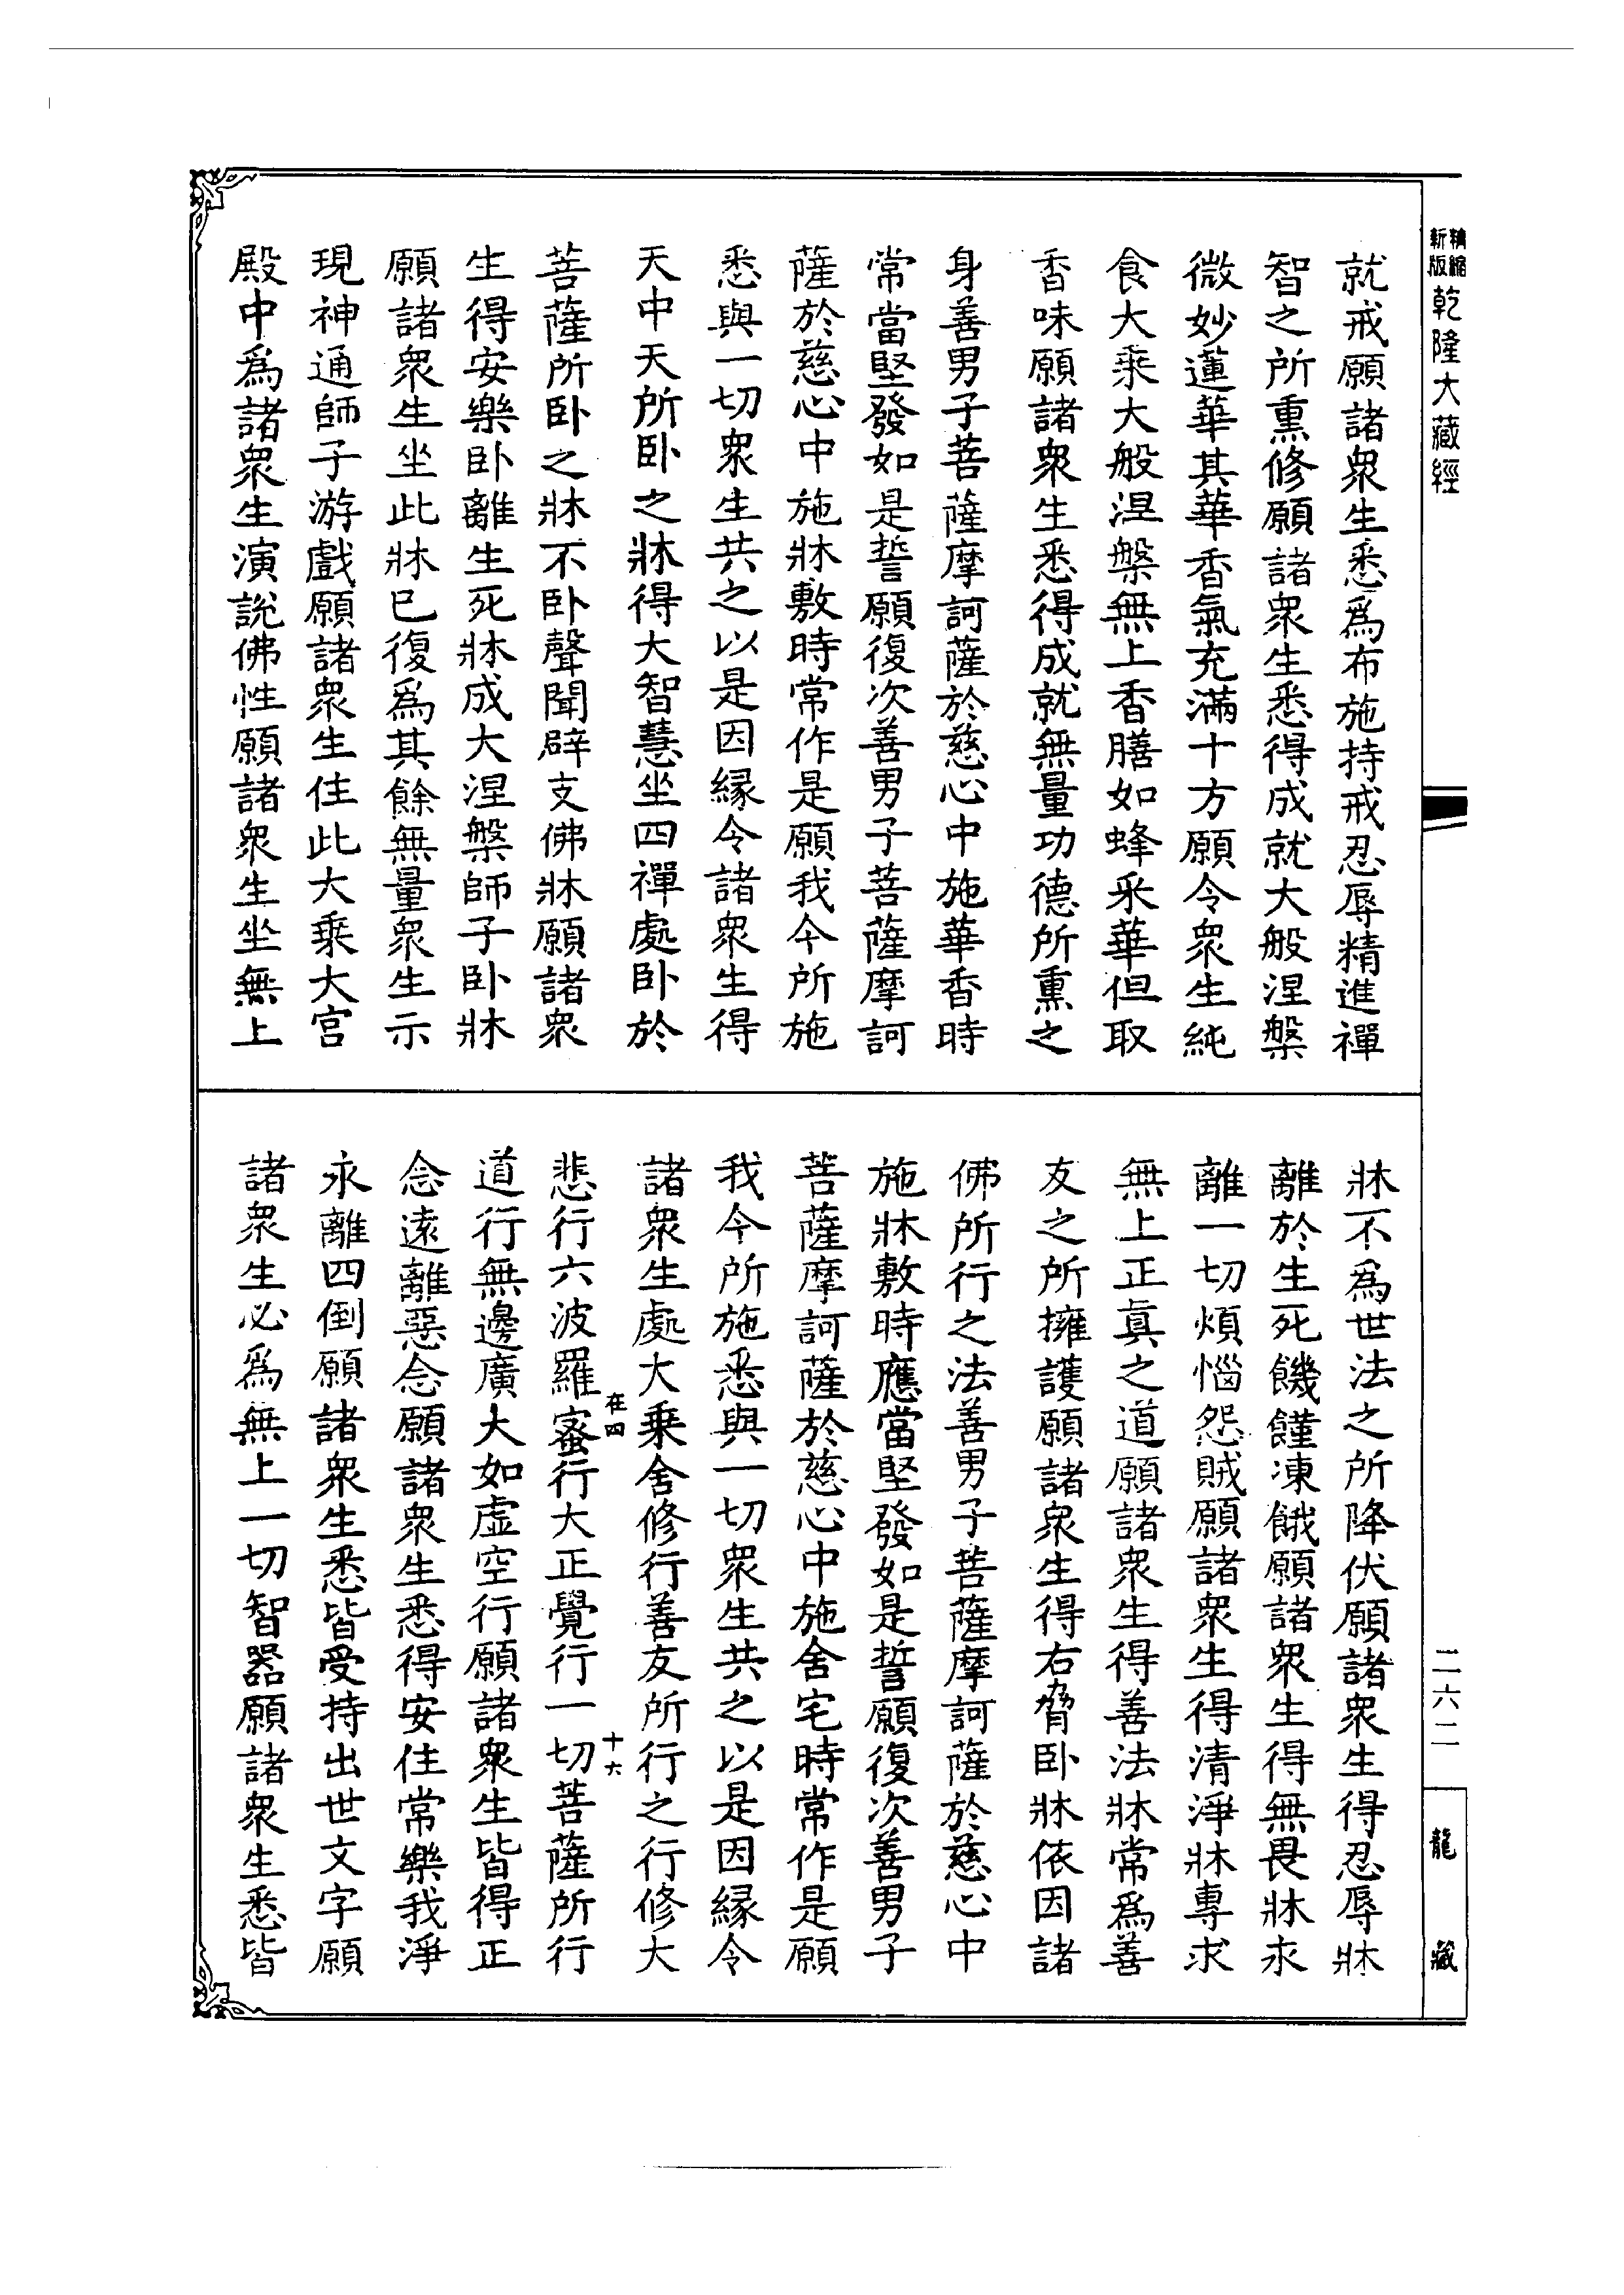 精縮新版乾隆大藏經
就戒願諸衆生悉爲布施持戒忍辱精進禪
智之所熏修願諸衆生悉得成就大般涅槃
微妙蓮華其華香氣充滿十方願令衆生純
食大乘大般涅槃無上香膳如蜂采華但取
香味願諸衆生悉得成就無量功德所熏之
身善男子菩薩摩訶薩於慈心中施華香時
常當堅發如是誓願復次善男子菩薩摩訶
薩於慈心中施牀敷時常作是願我今所施
悉與一切衆生共之以是因緣令諸衆生得
天中天所卧之牀得大智慧坐四禪處卧於
菩薩所卧之牀不卧聲聞辟支佛牀願諸衆
生得安樂卧離生死牀成大涅槃師子卧牀
願諸衆生坐此牀已復爲其餘無量衆生示
現神通師子游戲願諸衆生住此大乘大宮
殿中爲諸衆生演說佛性願諸衆生坐無上
牀不爲世法之所降伏願諸衆生得忍辱牀
離於生死饑饉凍餓願諸衆生得無畏牀永
離一切煩惱怨賊願諸衆生得清淨牀專求
無上正真之道願諸衆生得善法牀常爲善
友之所擁護願諸衆生得右脅卧牀依因諸
佛所行之法善男子菩薩摩訶薩於慈心中
施牀敷時應當堅發如是誓願復次善男子
菩薩摩訶薩於慈心中施舍宅時常作是願
我今所施悉與一切衆生共之以是因緣令
諸衆生處大乘舍修行善友所行之行修大
在四 十六
悲行六波羅蜜行大正覺行一切菩薩所行
道行無邊廣大如虛空行願諸衆生皆得正
念遠離惡念願諸衆生悉得安住常樂我淨
永離四倒願諸衆生悉皆受持出世文字願
諸衆生必爲無上一切智器願諸衆生悉皆
二六二
龍藏